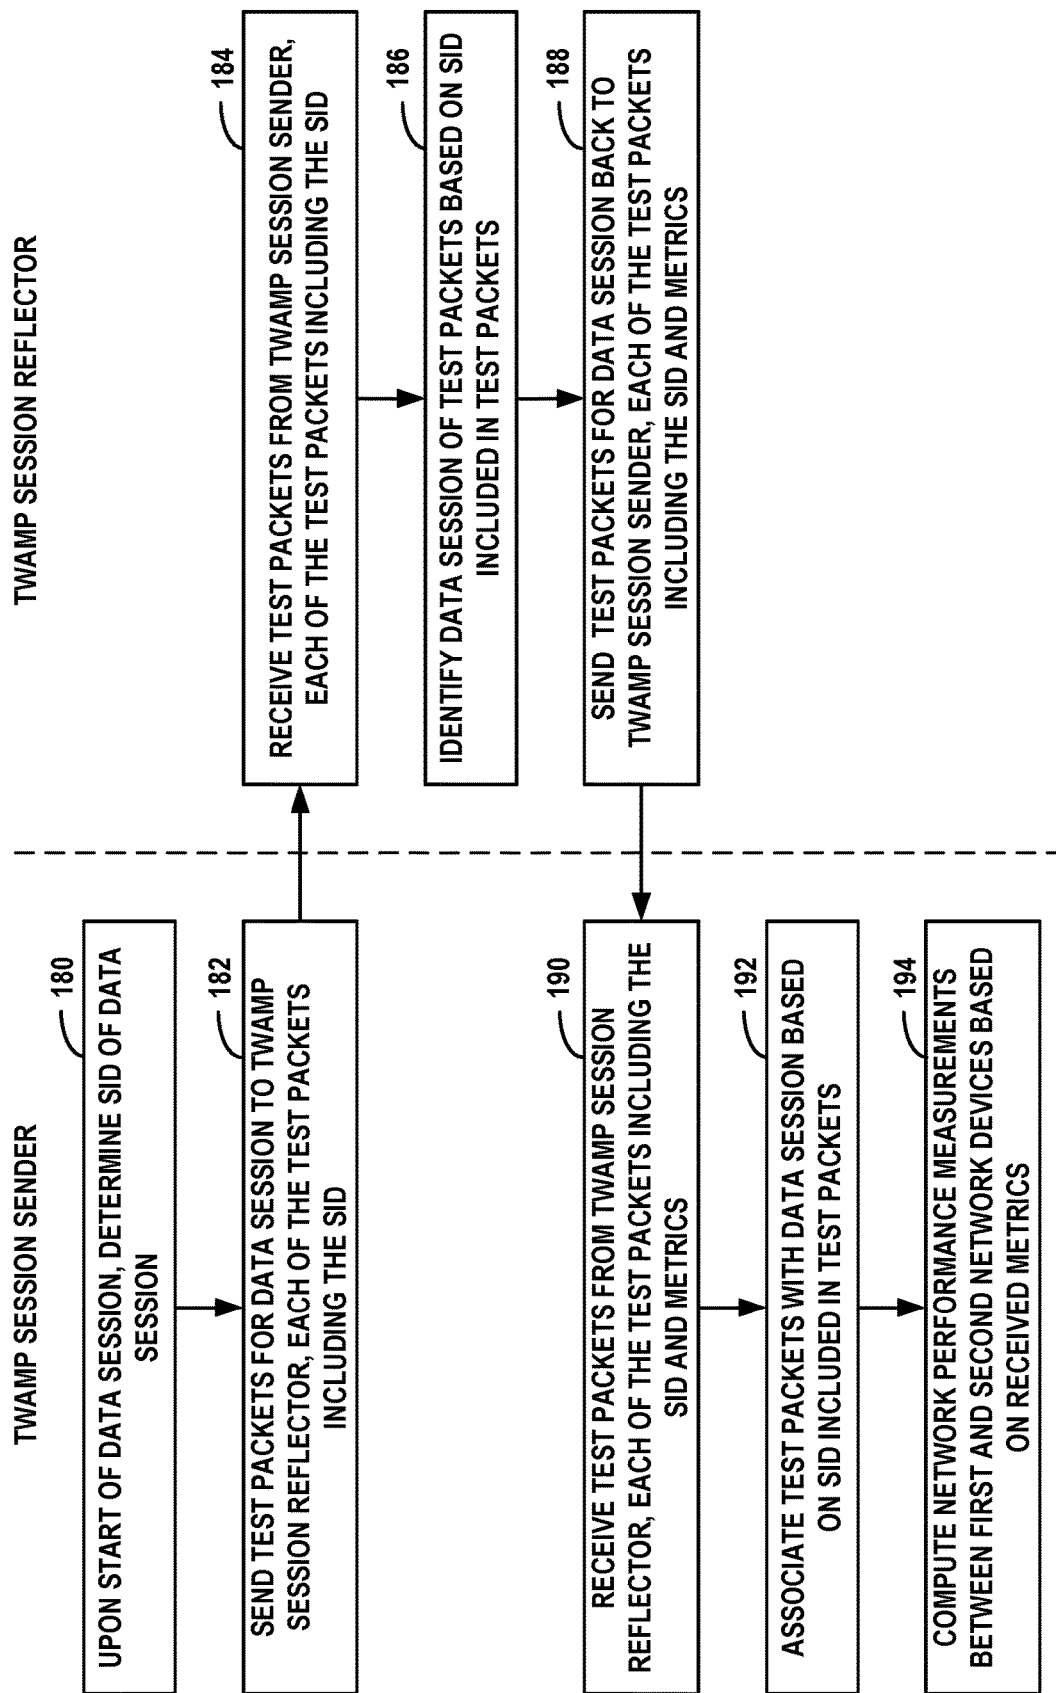 TWAMP SESSION SENDER
TWAMP SESSION REFLECTOR
180
UPON START OF DATA SESSION, DETERMINE SID OF DATA
SESSION
182
SEND TEST PACKETS FOR DATA SESSION TO TWAMP
SESSION REFLECTOR, EACH OF THE TEST PACKETS
INCLUDING THE SID
184
RECEIVE TEST PACKETS FROM TWAMP SESSION SENDER,
EACH OF THE TEST PACKETS INCLUDING THE SID
186
IDENTIFY DATA SESSION OF TEST PACKETS BASED ON SID
INCLUDED IN TEST PACKETS
188
SEND TEST PACKETS FOR DATA SESSION BACK TO
TWAMP SESSION SENDER, EACH OF THE TEST PACKETS
INCLUDING THE SID AND METRICS
190
RECEIVE TEST PACKETS FROM TWAMP SESSION
REFLECTOR, EACH OF THE TEST PACKETS INCLUDING THE
SID AND METRICS
192
ASSOCIATE TEST PACKETS WITH DATA SESSION BASED
ON SID INCLUDED IN TEST PACKETS
194
COMPUTE NETWORK PERFORMANCE MEASUREMENTS
BETWEEN FIRST AND SECOND NETWORK DEVICES BASED
ON RECEIVED METRICS